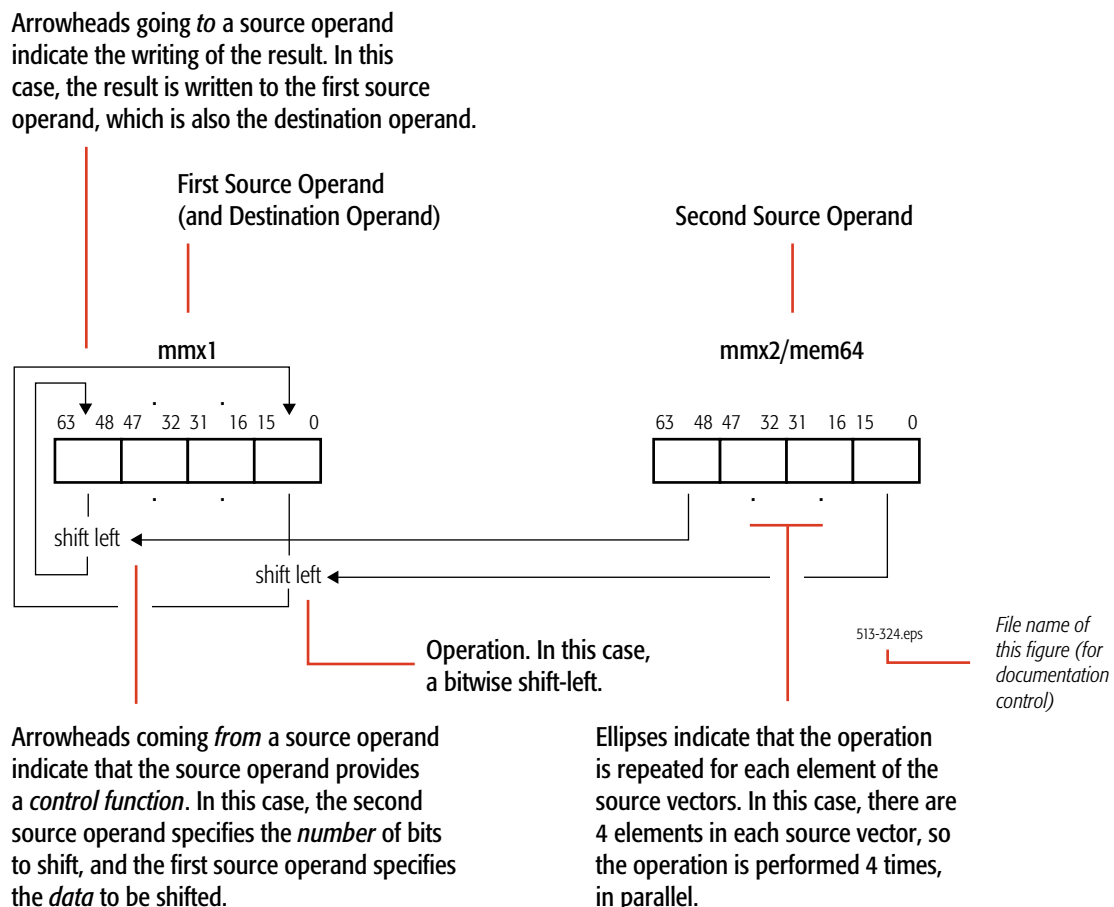 Arrowheads going to a source operand
indicate the writing of the result. In this
case, the result is written to the first source
operand, which is also the destination operand.
First Source Operand
(and Destination Operand)
Second Source Operand
mmx1
mmx2/mem64
. .
63 48 47 32 31 16 15 0
63 48 47 32 31 16 15 0
. .
. .
shift left
shift left
513-324.eps
File name of
this figure (for
documentation
control)
Operation. In this case,
a bitwise shift-left.
Arrowheads coming from a source operand
indicate that the source operand provides
a control function. In this case, the second
source operand specifies the number of bits
to shift, and the first source operand specifies
the data to be shifted.
Ellipses indicate that the operation
is repeated for each element of the
source vectors. In this case, there are
4 elements in each source vector, so
the operation is performed 4 times,
in parallel.